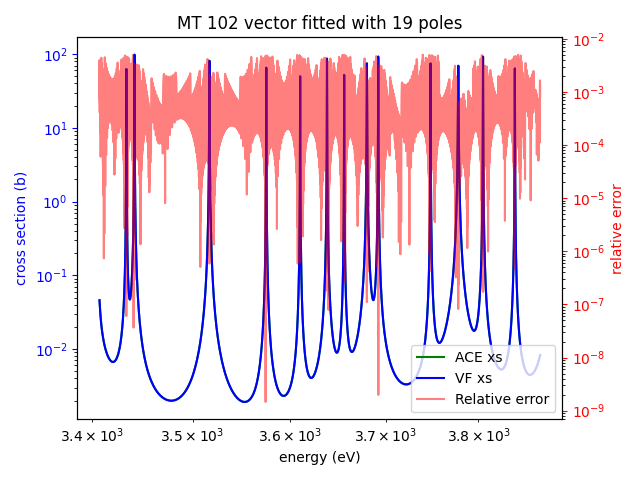 MT 102 vector fitted with 19 poles
10² 10¹ 10⁰ 10⁻¹ 10⁻²
cross section (b)
10⁻² 10⁻³ 10⁻⁴ 10⁻⁵ 10⁻⁶ 10⁻⁷ 10⁻⁸ 10⁻⁹
relative error
ACE xs
VF xs
Relative error
3.4 × 10³ 3.5 × 10³ 3.6 × 10³ 3.7 × 10³ 3.8 × 10³
energy (eV)